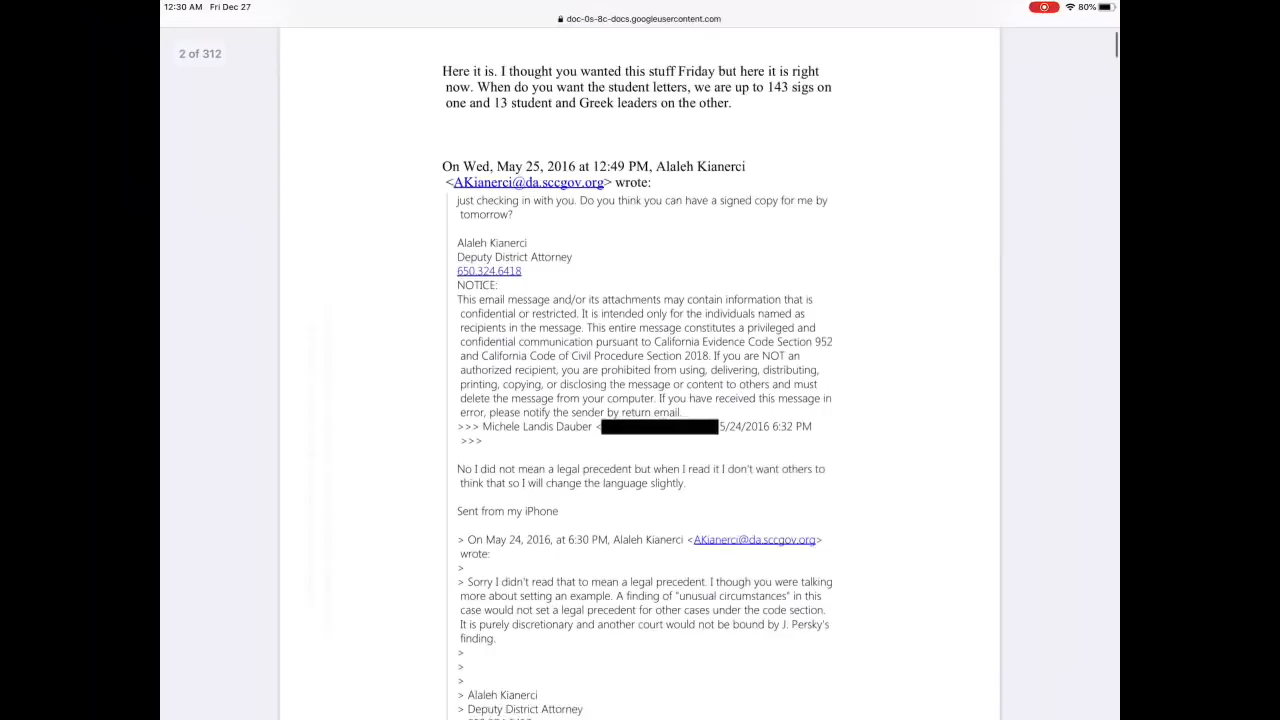 12:30 AM Fri Dec 27
80%
doc-0s-8c-docs.googleusercontent.com
2 of 312
Here it is. I thought you wanted this stuff Friday but here it is right
now. When do you want the student letters, we are up to 143 sigs on
one and 13 student and Greek leaders on the other.
On Wed, May 25, 2016 at 12:49 PM, Alaleh Kianerci
<AKianerci@da.sccgov.org> wrote:
just checking in with you. Do you think you can have a signed copy for me by
tomorrow?
Alaleh Kianerci
Deputy District Attorney
650.324.6418
NOTICE:
This email message and/or its attachments may contain information that is
confidential or restricted. It is intended only for the individuals named as
recipients in the message. This entire message constitutes a privileged and
confidential communication pursuant to California Evidence Code Section 952
and California Code of Civil Procedure Section 2018. If you are NOT an
authorized recipient, you are prohibited from using, delivering, distributing,
printing, copying, or disclosing the message or content to others and must
delete the message from your computer. If you have received this message in
error, please notify the sender by return email.
>>> Michele Landis Dauber < 5/24/2016 6:32 PM
>>>
No I did not mean a legal precedent but when I read it I don't want others to
think that so I will change the language slightly.
Sent from my iPhone
> On May 24, 2016, at 6:30 PM, Alaleh Kianerci <AKianerci@da.sccgov.org>
wrote:
>
> Sorry I didn't read that to mean a legal precedent. I though you were talking
more about setting an example. A finding of "unusual circumstances" in this
case would not set a legal precedent for other cases under the code section.
It is purely discretionary and another court would not be bound by J. Persky's
finding.
>
>
>
> Alaleh Kianerci
> Deputy District Attorney